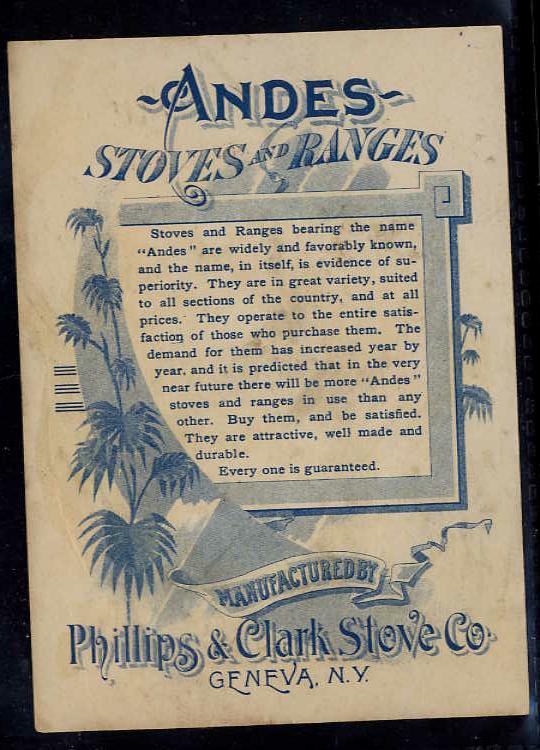 ANDES
STOVES AND RANGES
Stoves and Ranges bearing the name
"Andes" are widely and favorably known,
and the name, in itself, is evidence of su-
periority. They are in great variety, suited
to all sections of the country, and at all
prices. They operate to the entire satis-
faction of those who purchase them. The
demand for them has increased year by
year, and it is predicted that in the very
near future there will be more "Andes"
stoves and ranges in use than any
other. Buy them, and be satisfied.
They are attractive, well made and
durable.
Every one is guaranteed.
MANUFACTURED BY
Phillips & Clark Stove Co.
GENEVA, N.Y.